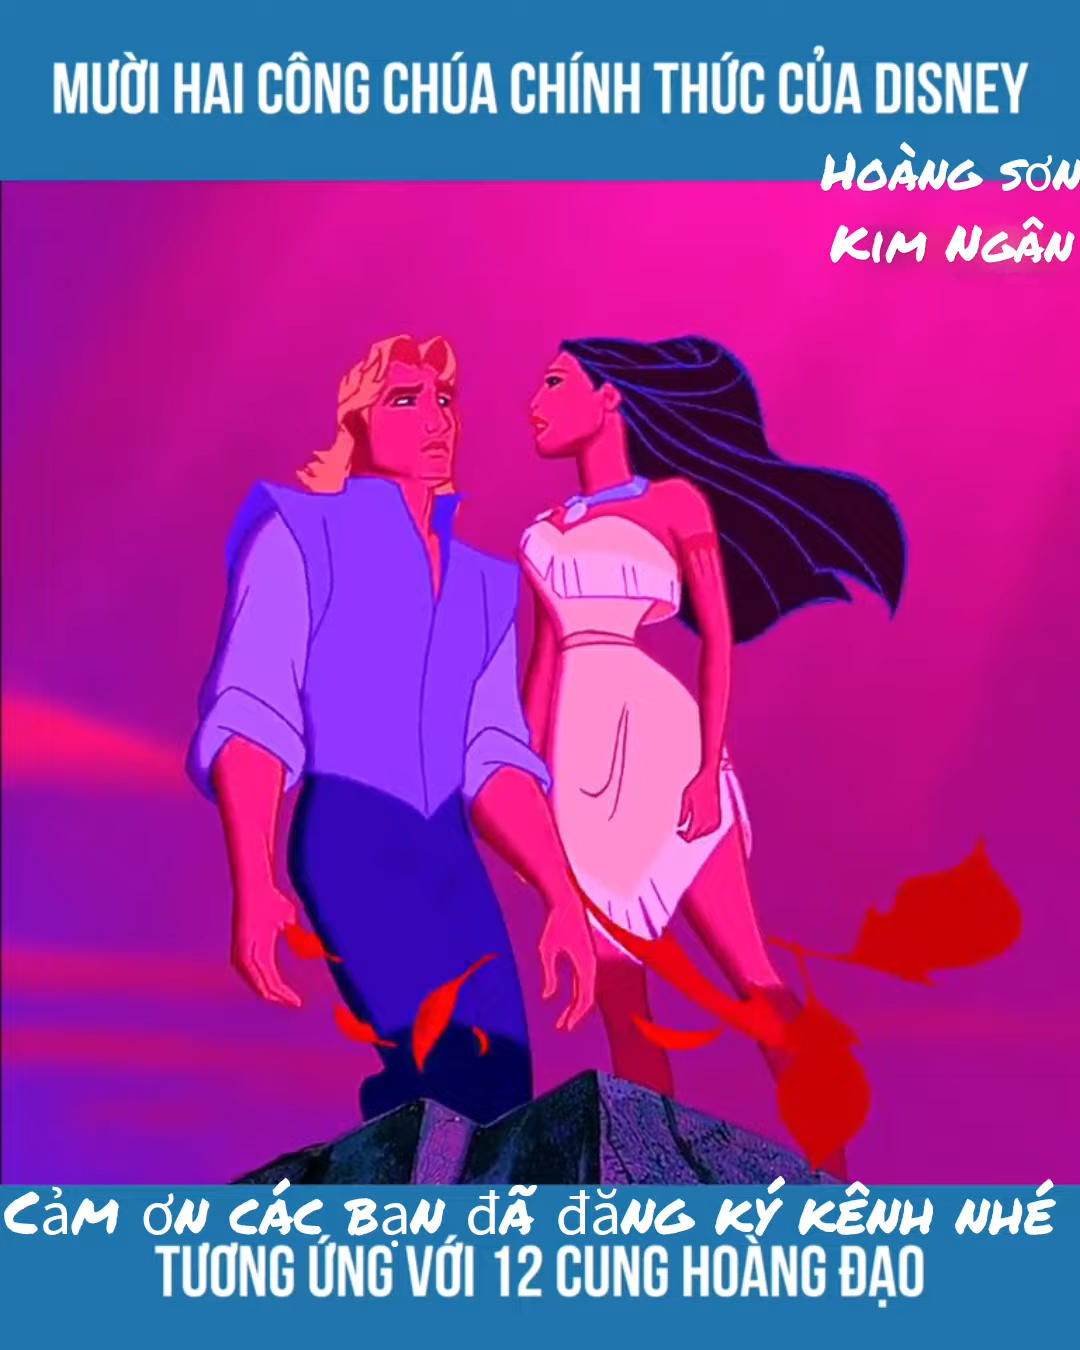 MƯỜI HAI CÔNG CHÚA CHÍNH THỨC CỦA DISNEY
Hoàng sơn
Kim Ngân
Cảm ơn các bạn đã đăng ký kênh nhé
TƯƠNG ỨNG VỚI 12 CUNG HOÀNG ĐẠO